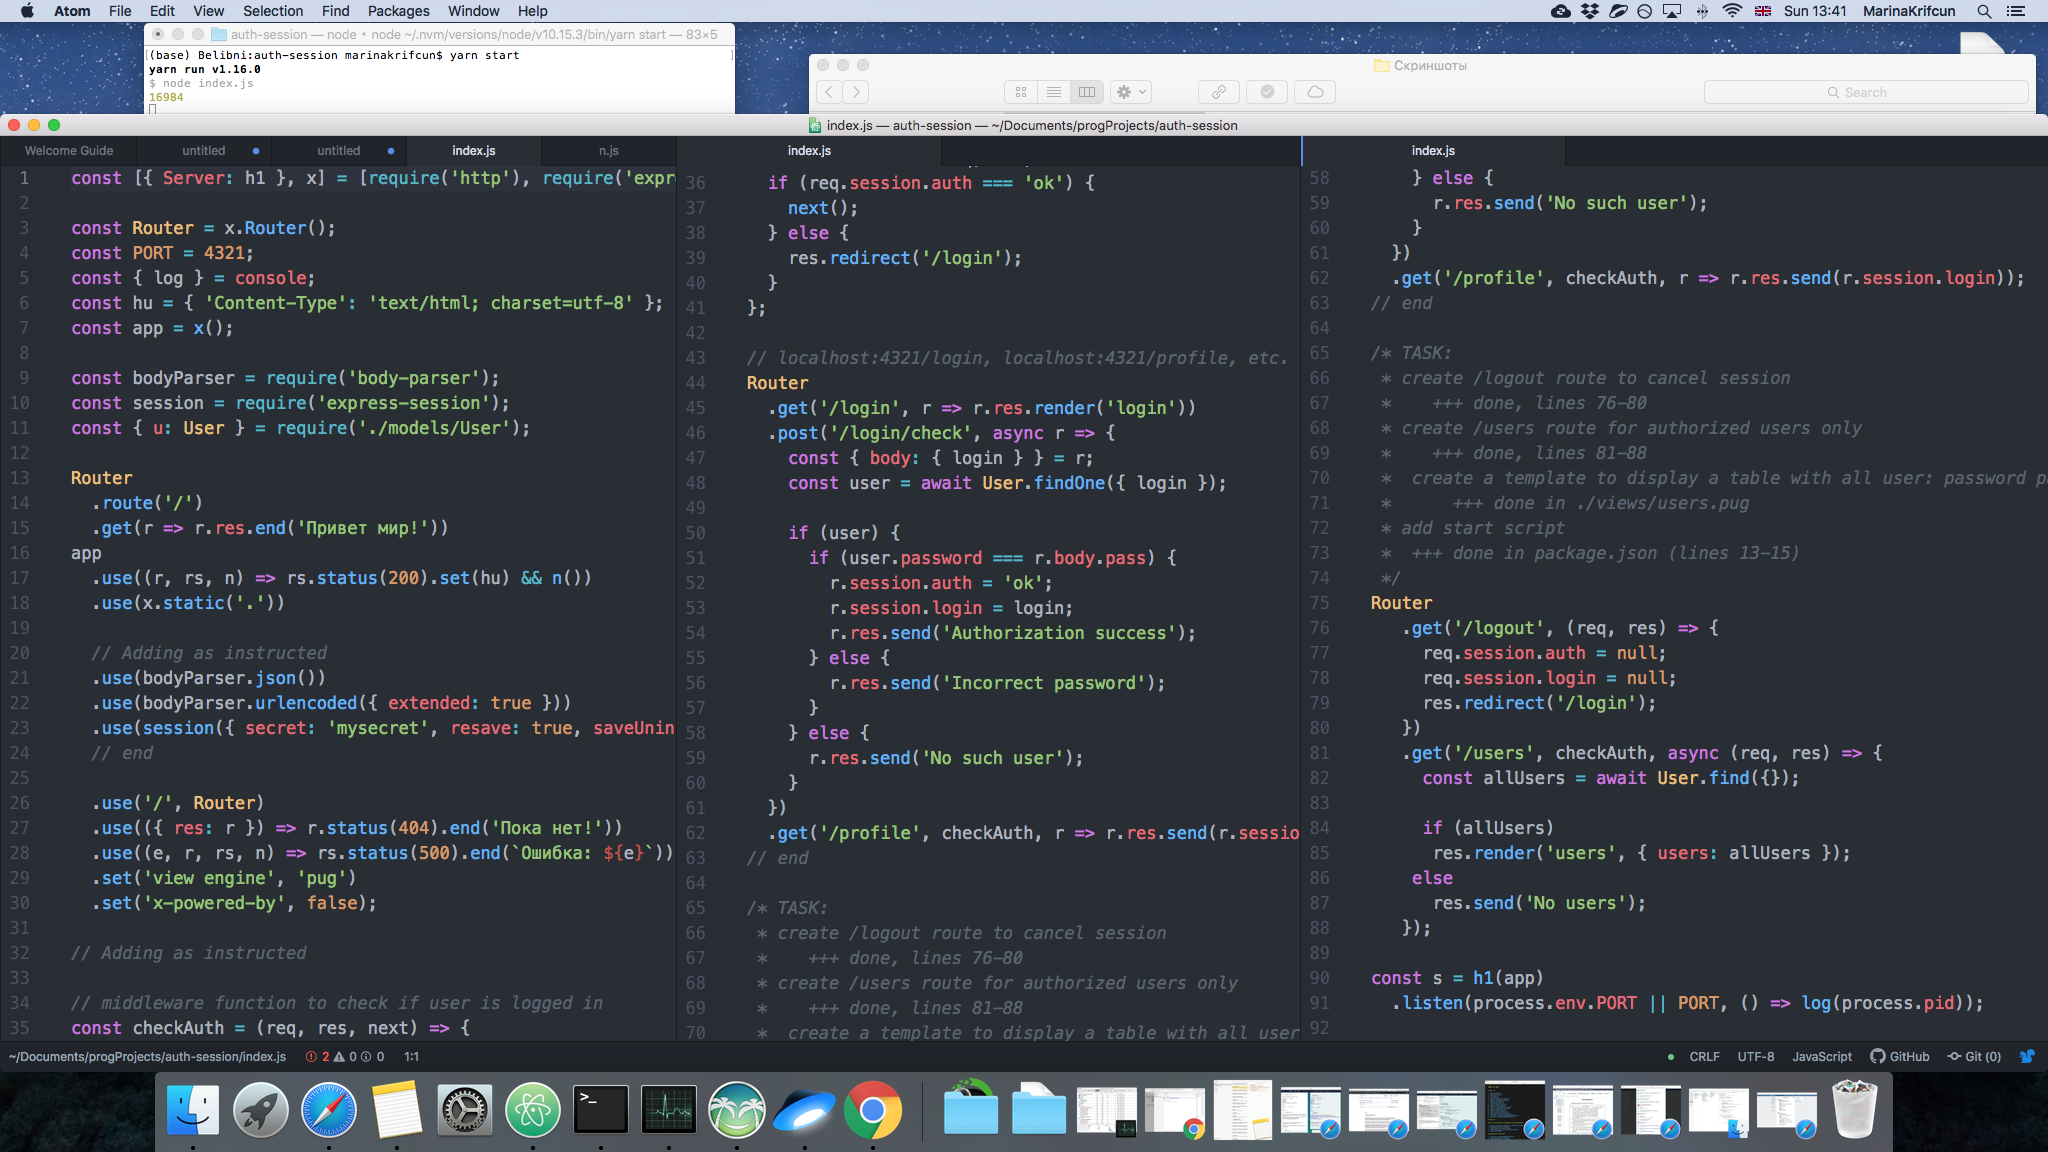 Atom File Edit View Selection Find Packages Window Help Sun 13:41 MarinaKrifcun
auth-session — node ◂ node ~/.nvm/versions/node/v10.15.3/bin/yarn start — 83×5
(base) Belibni:auth-session marinakrifcun$ yarn start
yarn run v1.16.0
$ node index.js
16984
Скриншоты
Search
index.js — auth-session — ~/Documents/progProjects/auth-session
Welcome Guide untitled untitled index.js n.js
1 const [{ Server: h1 }, x] = [require('http'), require('expr
2
3 const Router = x.Router();
4 const PORT = 4321;
5 const { log } = console;
6 const hu = { 'Content-Type': 'text/html; charset=utf-8' };
7 const app = x();
8
9 const bodyParser = require('body-parser');
10 const session = require('express-session');
11 const { u: User } = require('./models/User');
12
13 Router
14 .route('/')
15 .get(r => r.res.end('Привет мир!'))
16 app
17 .use((r, rs, n) => rs.status(200).set(hu) && n())
18 .use(x.static('.'))
19
20 // Adding as instructed
21 .use(bodyParser.json())
22 .use(bodyParser.urlencoded({ extended: true }))
23 .use(session({ secret: 'mysecret', resave: true, saveUnin
24 // end
25
26 .use('/', Router)
27 .use(({ res: r }) => r.status(404).end('Пока нет!'))
28 .use((e, r, rs, n) => rs.status(500).end(`Ошибка: ${e}`))
29 .set('view engine', 'pug')
30 .set('x-powered-by', false);
31
32 // Adding as instructed
33
34 // middleware function to check if user is logged in
35 const checkAuth = (req, res, next) => {
index.js
36 if (req.session.auth === 'ok') {
37 next();
38 } else {
39 res.redirect('/login');
40 }
41 };
42
43 // localhost:4321/login, localhost:4321/profile, etc.
44 Router
45 .get('/login', r => r.res.render('login'))
46 .post('/login/check', async r => {
47 const { body: { login } } = r;
48 const user = await User.findOne({ login });
49
50 if (user) {
51 if (user.password === r.body.pass) {
52 r.session.auth = 'ok';
53 r.session.login = login;
54 r.res.send('Authorization success');
55 } else {
56 r.res.send('Incorrect password');
57 }
58 } else {
59 r.res.send('No such user');
60 }
61 })
62 .get('/profile', checkAuth, r => r.res.send(r.sessio
63 // end
64
65 /* TASK:
66 * create /logout route to cancel session
67 * +++ done, lines 76-80
68 * create /users route for authorized users only
69 * +++ done, lines 81-88
70 * create a template to display a table with all user
index.js
58 } else {
59 r.res.send('No such user');
60 }
61 })
62 .get('/profile', checkAuth, r => r.res.send(r.session.login));
63 // end
64
65 /* TASK:
66 * create /logout route to cancel session
67 * +++ done, lines 76-80
68 * create /users route for authorized users only
69 * +++ done, lines 81-88
70 * create a template to display a table with all user: password p
71 * +++ done in ./views/users.pug
72 * add start script
73 * +++ done in package.json (lines 13-15)
74 */
75 Router
76 .get('/logout', (req, res) => {
77 req.session.auth = null;
78 req.session.login = null;
79 res.redirect('/login');
80 })
81 .get('/users', checkAuth, async (req, res) => {
82 const allUsers = await User.find({});
83
84 if (allUsers)
85 res.render('users', { users: allUsers });
86 else
87 res.send('No users');
88 });
89
90 const s = h1(app)
91 .listen(process.env.PORT || PORT, () => log(process.pid));
92
~/Documents/progProjects/auth-session/index.js 2 0 0 1:1 CRLF UTF-8 JavaScript GitHub Git (0)